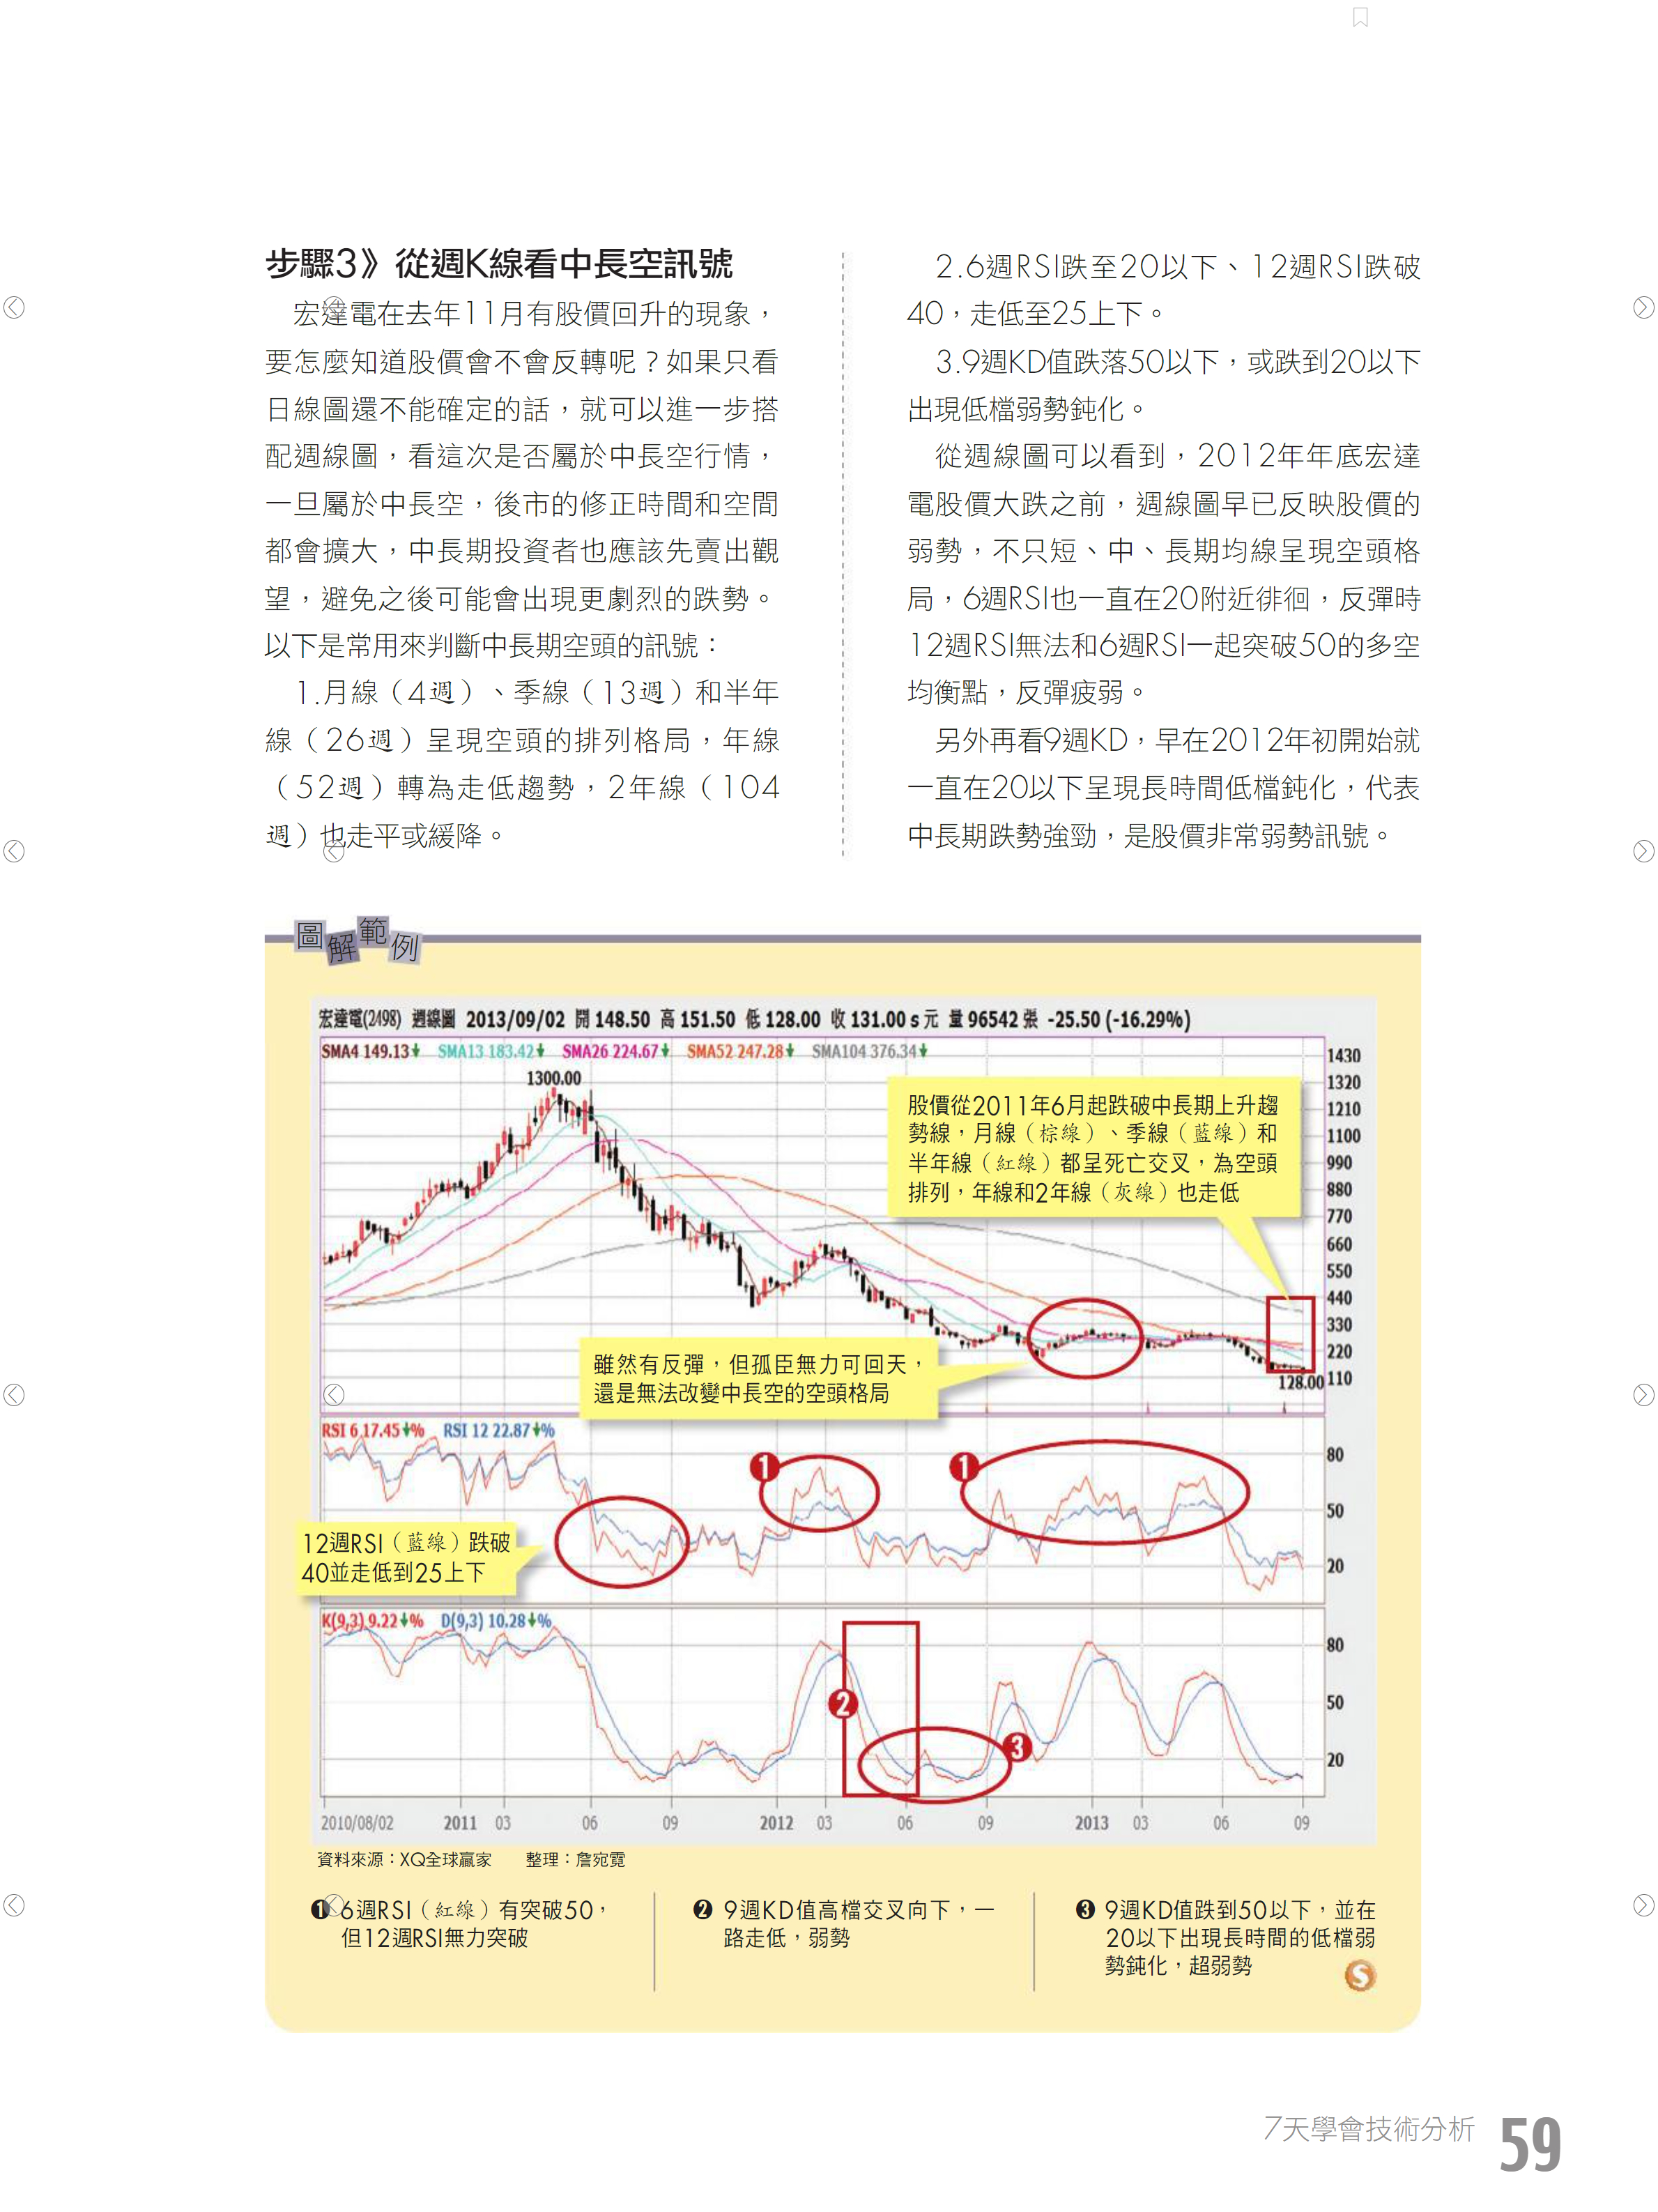 步驟3》從週K線看中長空訊號
宏達電在去年11月有股價回升的現象，
要怎麼知道股價會不會反轉呢？如果只看
日線圖還不能確定的話，就可以進一步搭
配週線圖，看這次是否屬於中長空行情，
一旦屬於中長空，後市的修正時間和空間
都會擴大，中長期投資者也應該先賣出觀
望，避免之後可能會出現更劇烈的跌勢。
以下是常用來判斷中長期空頭的訊號：
1.月線（4週）、季線（13週）和半年
線（26週）呈現空頭的排列格局，年線
（52週）轉為走低趨勢，2年線（104
週）也走平或緩降。
2.6週RSI跌至20以下、12週RSI跌破
40，走低至25上下。
3.9週KD值跌落50以下，或跌到20以下
出現低檔弱勢鈍化。
從週線圖可以看到，2012年年底宏達
電股價大跌之前，週線圖早已反映股價的
弱勢，不只短、中、長期均線呈現空頭格
局，6週RSI也一直在20附近徘徊，反彈時
12週RSI無法和6週RSI一起突破50的多空
均衡點，反彈疲弱。
另外再看9週KD，早在2012年初開始就
一直在20以下呈現長時間低檔鈍化，代表
中長期跌勢強勁，是股價非常弱勢訊號。
圖解範例
宏達電(2498) 週線圖 2013/09/02 開 148.50 高 151.50 低 128.00 收 131.00 s 元 量 96542 張 -25.50 (-16.29%)
SMA4 149.13↓ SMA13 183.42↓ SMA26 224.67↓ SMA52 247.28↓ SMA104 376.34↓
1300.00
股價從2011年6月起跌破中長期上升趨
勢線，月線（棕線）、季線（藍線）和
半年線（紅線）都呈死亡交叉，為空頭
排列，年線和2年線（灰線）也走低
1430
1320
1210
1100
990
880
770
660
550
440
330
220
110
雖然有反彈，但孤臣無力可回天，
還是無法改變中長空的空頭格局
128.00
RSI 6 17.45↓% RSI 12 22.87↓%
❶
❶
80
50
20
12週RSI（藍線）跌破
40並走低到25上下
K(9,3) 9.22↓% D(9,3) 10.28↓%
❷
❸
80
50
20
2010/08/02 2011 03 06 09 2012 03 06 09 2013 03 06 09
資料來源：XQ全球贏家 整理：詹宛霓
❶ 6週RSI（紅線）有突破50，
但12週RSI無力突破
❷ 9週KD值高檔交叉向下，一
路走低，弱勢
❸ 9週KD值跌到50以下，並在
20以下出現長時間的低檔弱
勢鈍化，超弱勢
S
7天學會技術分析 59